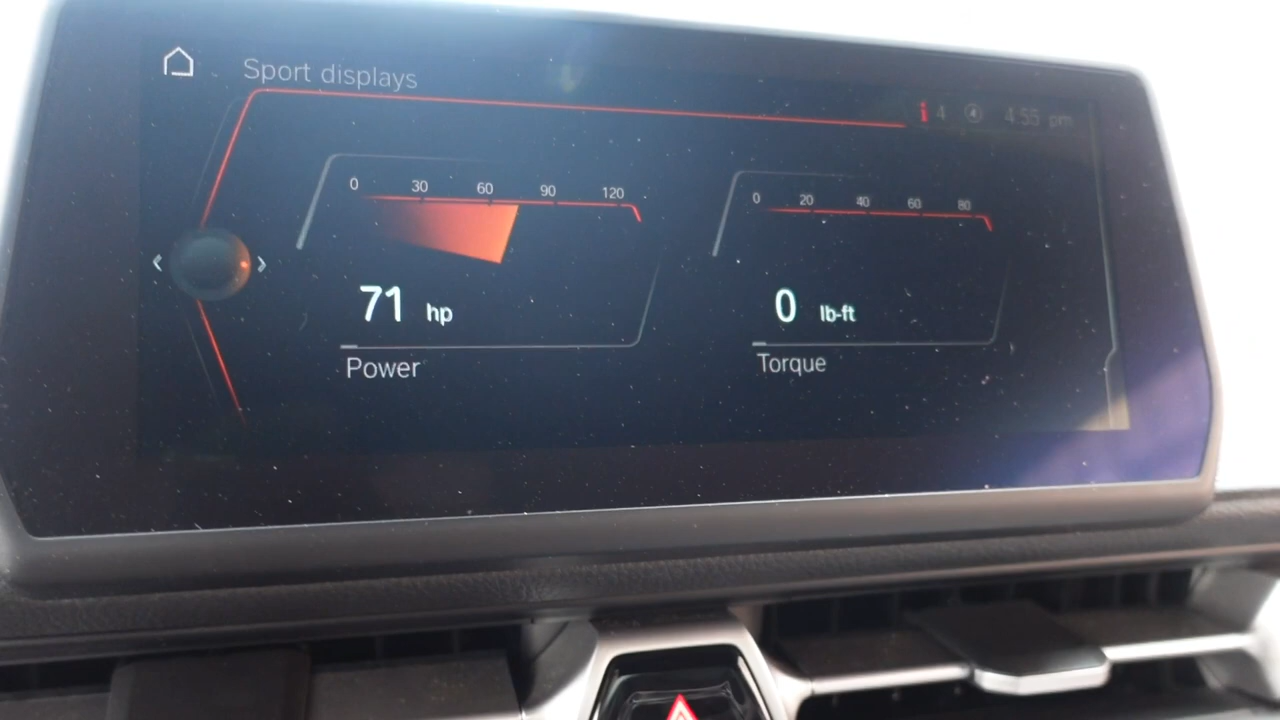 Sport displays
i 4 4:55 pm
0 30 60 90 120
71 hp
Power
0 20 40 60 80
0 lb-ft
Torque